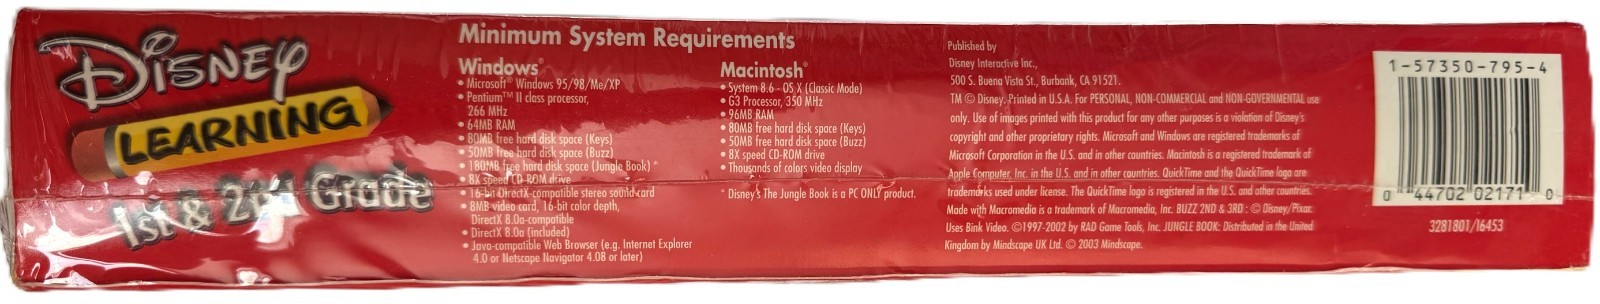 Disney
LEARNING
1st & 2nd Grade
Minimum System Requirements
Windows®
• Microsoft® Windows 95/98/Me/XP
• Pentium™ II class processor,
266 MHz
• 64MB RAM
• 80MB free hard disk space (Keys)
• 50MB free hard disk space (Buzz)
• 180MB free hard disk space (Jungle Book) *
• 8X speed CD-ROM drive
• 16-bit DirectX-compatible stereo sound card
• 8MB video card, 16-bit color depth,
DirectX 8.0a-compatible
• DirectX 8.0a (included)
• Java-compatible Web Browser (e.g. Internet Explorer
4.0 or Netscape Navigator 4.08 or later)
Macintosh®
• System 8.6 - OS X (Classic Mode)
• G3 Processor, 350 MHz
• 96MB RAM
• 80MB free hard disk space (Keys)
• 50MB free hard disk space (Buzz)
• 8X speed CD-ROM drive
• Thousands of colors video display
* Disney's The Jungle Book is a PC ONLY product.
Published by
Disney Interactive Inc.,
500 S. Buena Vista St., Burbank, CA 91521.
TM © Disney. Printed in U.S.A. For PERSONAL, NON-COMMERCIAL and NON-GOVERNMENTAL use
only. Use of images printed with this product for any other purposes is a violation of Disney's
copyright and other proprietary rights. Microsoft and Windows are registered trademarks of
Microsoft Corporation in the U.S. and in other countries. Macintosh is a registered trademark of
Apple Computer, Inc. in the U.S. and in other countries. QuickTime and the QuickTime logo are
trademarks used under license. The QuickTime logo is registered in the U.S. and other countries.
Made with Macromedia is a trademark of Macromedia, Inc. BUZZ 2ND & 3RD : © Disney/Pixar.
Uses Bink Video. ©1997-2002 by RAD Game Tools, Inc. JUNGLE BOOK: Distributed in the United
Kingdom by Mindscape UK Ltd. © 2003 Mindscape.
1-57350-795-4
0 44702 02171 0
3281801/16453